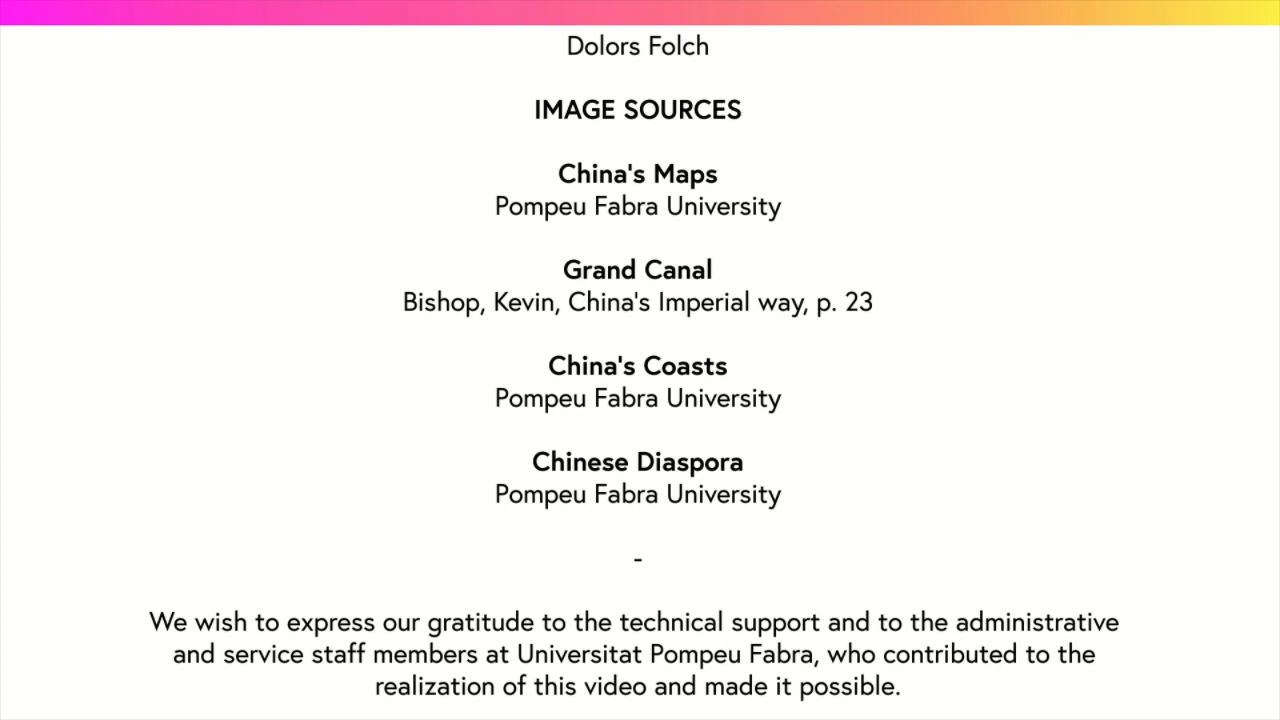 Dolors Folch
IMAGE SOURCES
China's Maps
Pompeu Fabra University
Grand Canal
Bishop, Kevin, China's Imperial way, p. 23
China's Coasts
Pompeu Fabra University
Chinese Diaspora
Pompeu Fabra University
-
We wish to express our gratitude to the technical support and to the administrative
and service staff members at Universitat Pompeu Fabra, who contributed to the
realization of this video and made it possible.